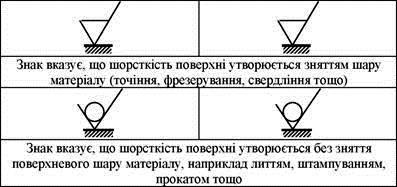 Знак вказує, що шорсткість поверхні утворюється зняттям шару
матеріалу (точіння, фрезерування, свердління тощо)
Знак вказує, що шорсткість поверхні утворюється без зняття
поверхневого шару матеріалу, наприклад литтям, штампуванням,
прокатом тощо